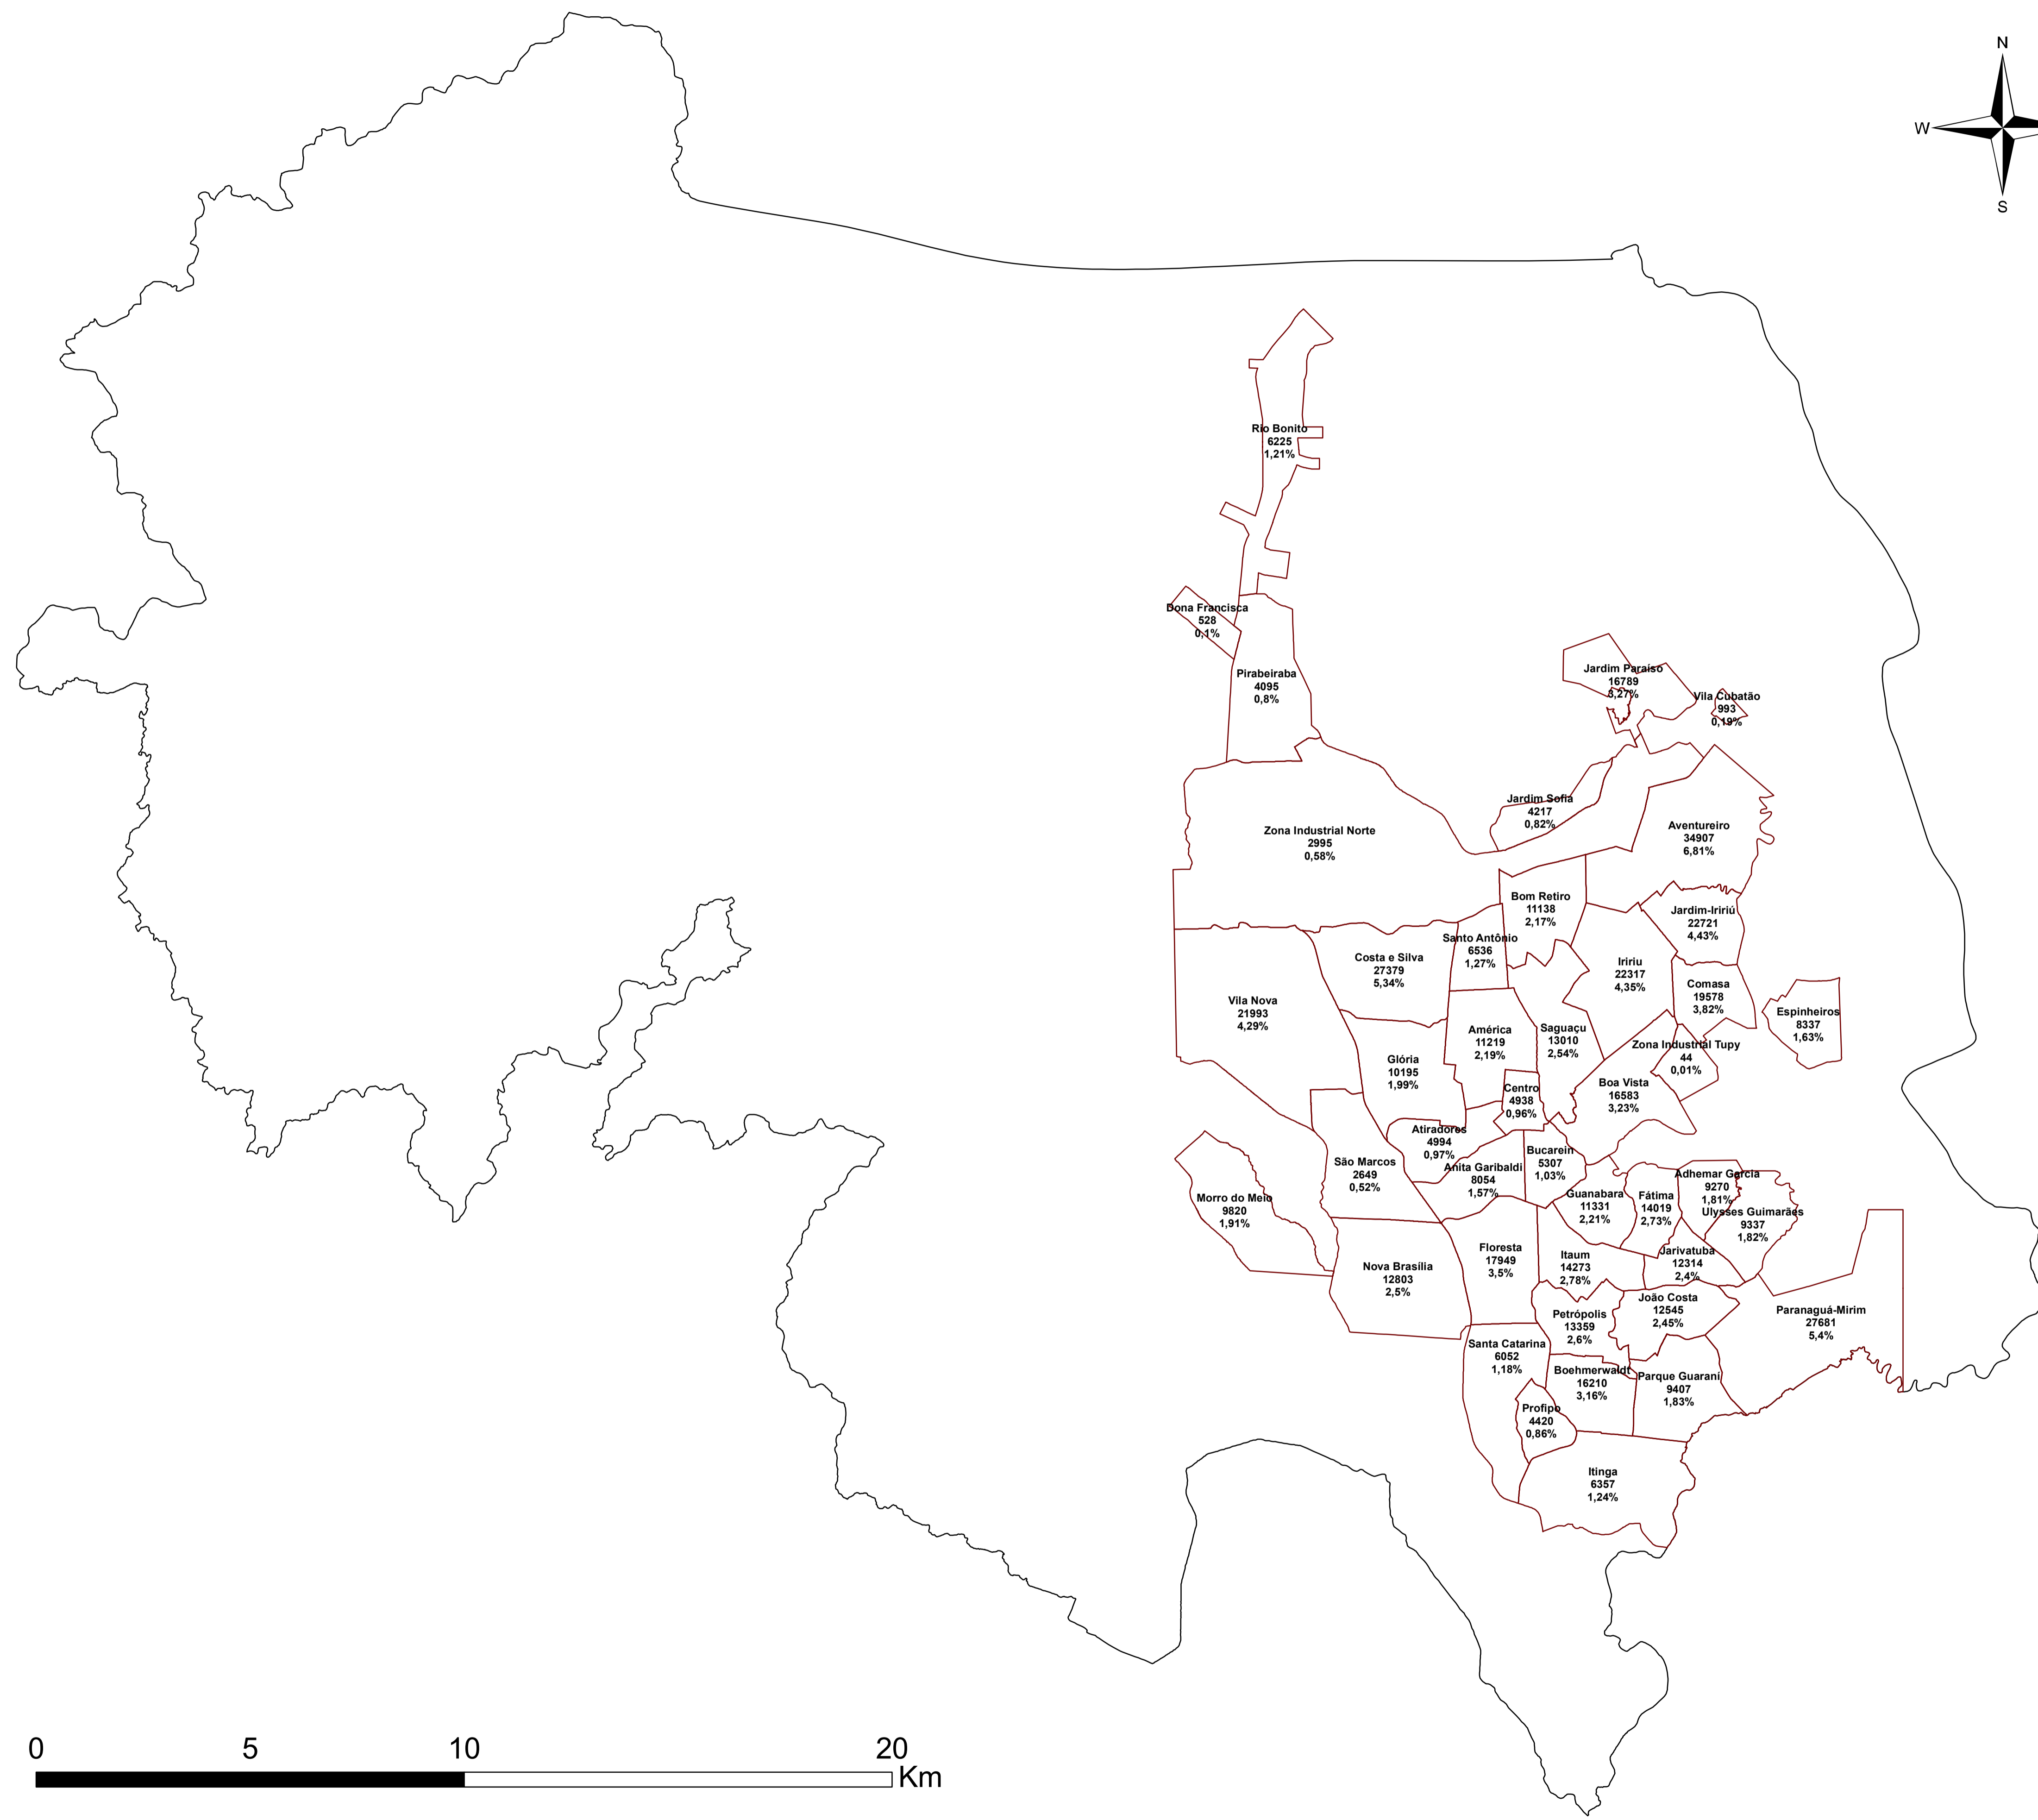 N
W
S
Rio Bonito
6225
1,21%
Dona Francisca
528
0,1%
Pirabeiraba
4095
0,8%
Jardim Paraíso
16789
3,27%
Vila Cubatão
993
0,19%
Jardim Sofia
4217
0,82%
Zona Industrial Norte
2995
0,58%
Aventureiro
34907
6,81%
Bom Retiro
11138
2,17%
Jardim-Iririú
22721
4,43%
Santo Antônio
6536
1,27%
Costa e Silva
27379
5,34%
Iririu
22317
4,35%
Comasa
19578
3,82%
Vila Nova
21993
4,29%
Espinheiros
8337
1,63%
América
11219
2,19%
Saguaçu
13010
2,54%
Zona Industrial Tupy
44
0,01%
Glória
10195
1,99%
Boa Vista
16583
3,23%
Centro
4938
0,96%
Atiradores
4994
0,97%
Bucarein
5307
1,03%
São Marcos
2649
0,52%
Anita Garibaldi
8054
1,57%
Adhemar Garcia
9270
1,81%
Morro do Meio
9820
1,91%
Guanabara
11331
2,21%
Fátima
14019
2,73%
Ulysses Guimarães
9337
1,82%
Floresta
17949
3,5%
Itaum
14273
2,78%
Jarivatuba
12314
2,4%
Nova Brasília
12803
2,5%
João Costa
12545
2,45%
Paranaguá-Mirim
27681
5,4%
Petrópolis
13359
2,6%
Santa Catarina
6052
1,18%
Boehmerwaldt
16210
3,16%
Parque Guarani
9407
1,83%
Profipo
4420
0,86%
Itinga
6357
1,24%
0 5 10 20
Km